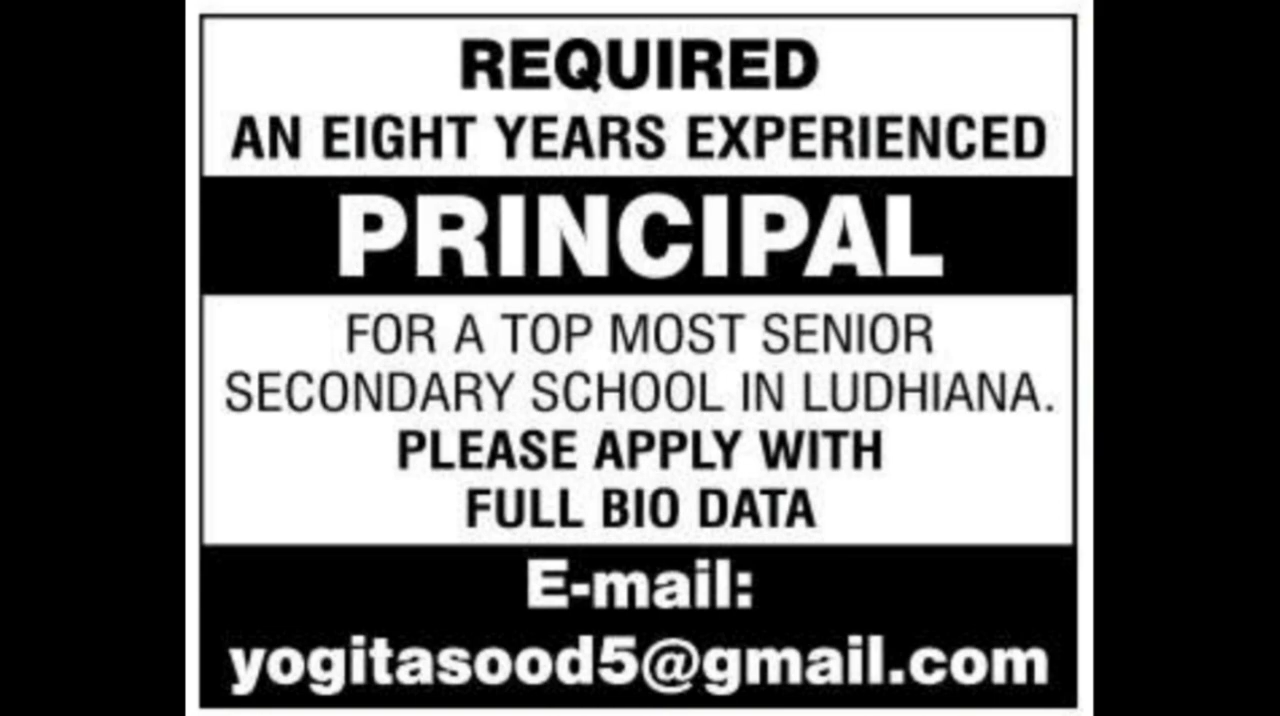 REQUIRED
AN EIGHT YEARS EXPERIENCED
PRINCIPAL
FOR A TOP MOST SENIOR
SECONDARY SCHOOL IN LUDHIANA.
PLEASE APPLY WITH
FULL BIO DATA
E-mail:
yogitasood5@gmail.com